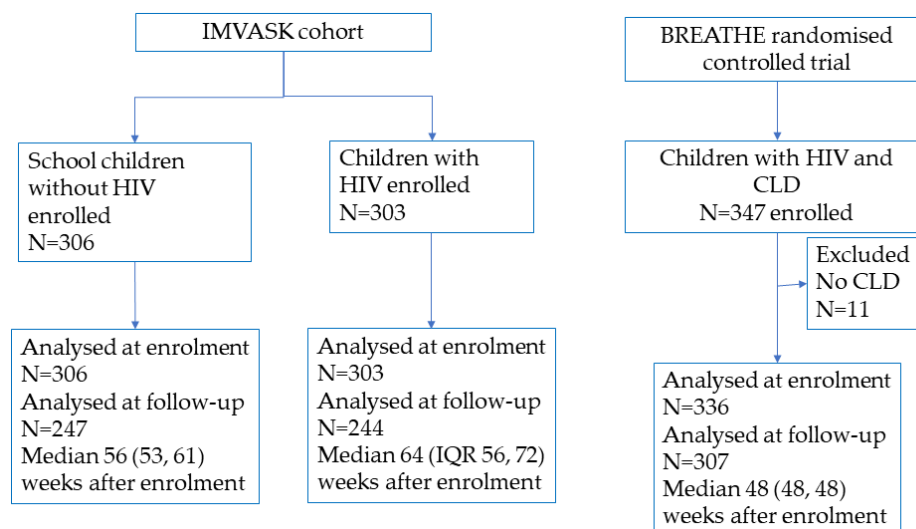 IMVASK cohort
School children
without HIV
enrolled
N=306
Children with
HIV enrolled
N=303
Analysed at enrolment
N=306
Analysed at follow-up
N=247
Median 56 (53, 61)
weeks after enrolment
Analysed at enrolment
N=303
Analysed at follow-up
N=244
Median 64 (IQR 56, 72)
weeks after enrolment
BREATHE randomised
controlled trial
Children with HIV and
CLD
N=347 enrolled
Excluded
No CLD
N=11
Analysed at enrolment
N=336
Analysed at follow-up
N=307
Median 48 (48, 48)
weeks after enrolment